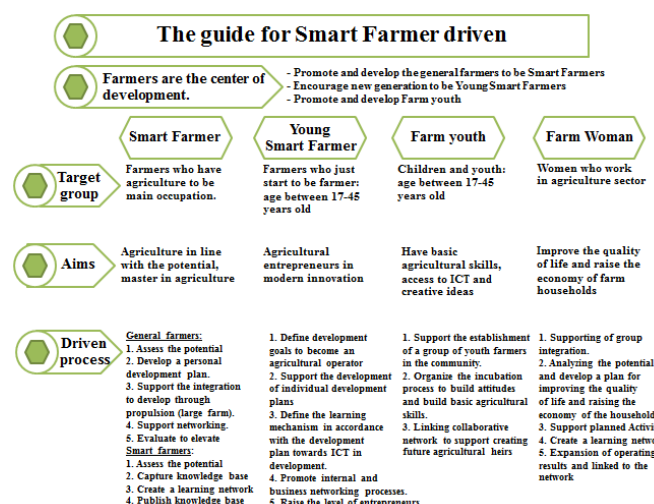 The guide for Smart Farmer driven
Farmers are the center of
development.
- Promote and develop the general farmers to be Smart Farmers
- Encourage new generation to be Young Smart Farmers
- Promote and develop Farm youth
Smart Farmer
Young
Smart Farmer
Farm youth
Farm Woman
Target
group
Farmers who have
agriculture to be
main occupation.
Farmers who just
start to be farmer:
age between 17-45
years old
Children and youth:
age between 17-45
years old
Women who work
in agriculture sector
Aims
Agriculture in line
with the potential,
master in agriculture
Agricultural
entrepreneurs in
modern innovation
Have basic
agricultural skills,
access to ICT and
creative ideas
Improve the quality
of life and raise the
economy of farm
households
Driven
process
General farmers:
1. Assess the potential
2. Develop a personal
development plan.
3. Support the integration
to develop through
propulsion (large farm).
4. Support networking.
5. Evaluate to elevate
Smart farmers:
1. Assess the potential
2. Capture knowledge base
3. Create a learning network
4. Publish knowledge base
1. Define development
goals to become an
agricultural operator
2. Support the development
of individual development
plans
3. Define the learning
mechanism in accordance
with the development
plan towards ICT in
development.
4. Promote internal and
business networking processes.
5. Raise the level of entrepreneurs
1. Support the establishment
of a group of youth farmers
in the community.
2. Organize the incubation
process to build attitudes
and build basic agricultural
skills.
3. Linking collaborative
network to support creating
future agricultural heirs
1. Supporting of group
integration.
2. Analyzing the potential
and develop a plan for
improving the quality
of life and raising the
economy of the household
3. Support planned Activi
4. Create a learning netwo
5. Expansion of operating
results and linked to the
network